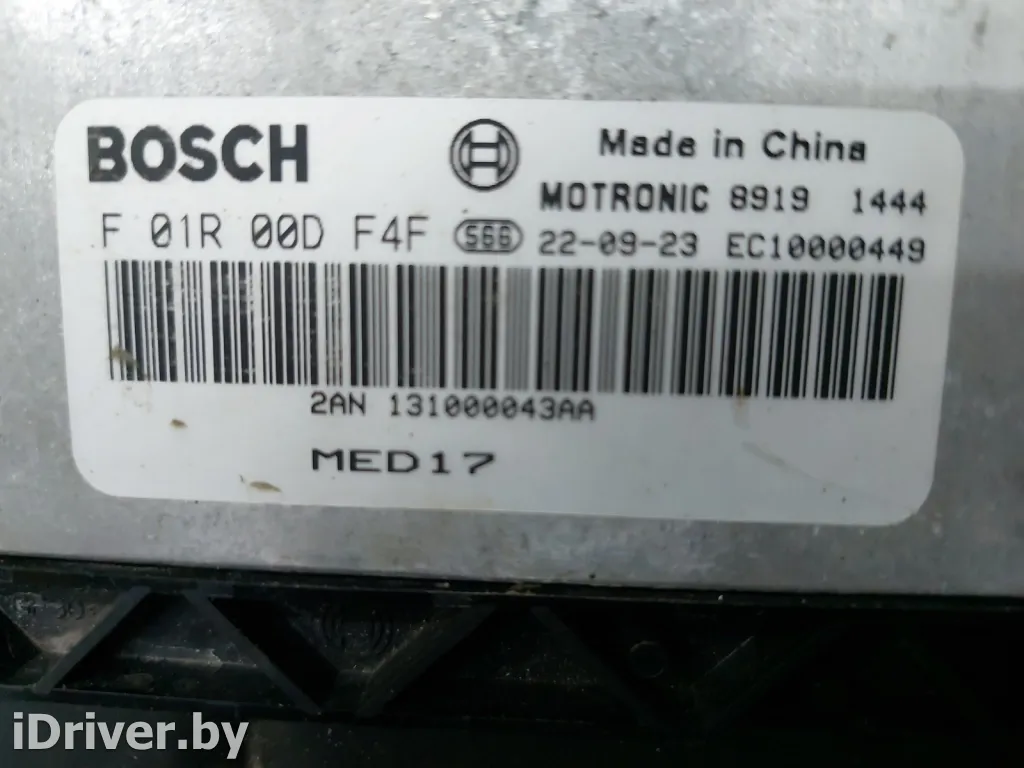 BOSCH
Made in China
MOTRONIC 8919 1444
F 01R 00D F4F S66 22-09-23 EC10000449
2AN 131000043AA
MED17
iDriver.by